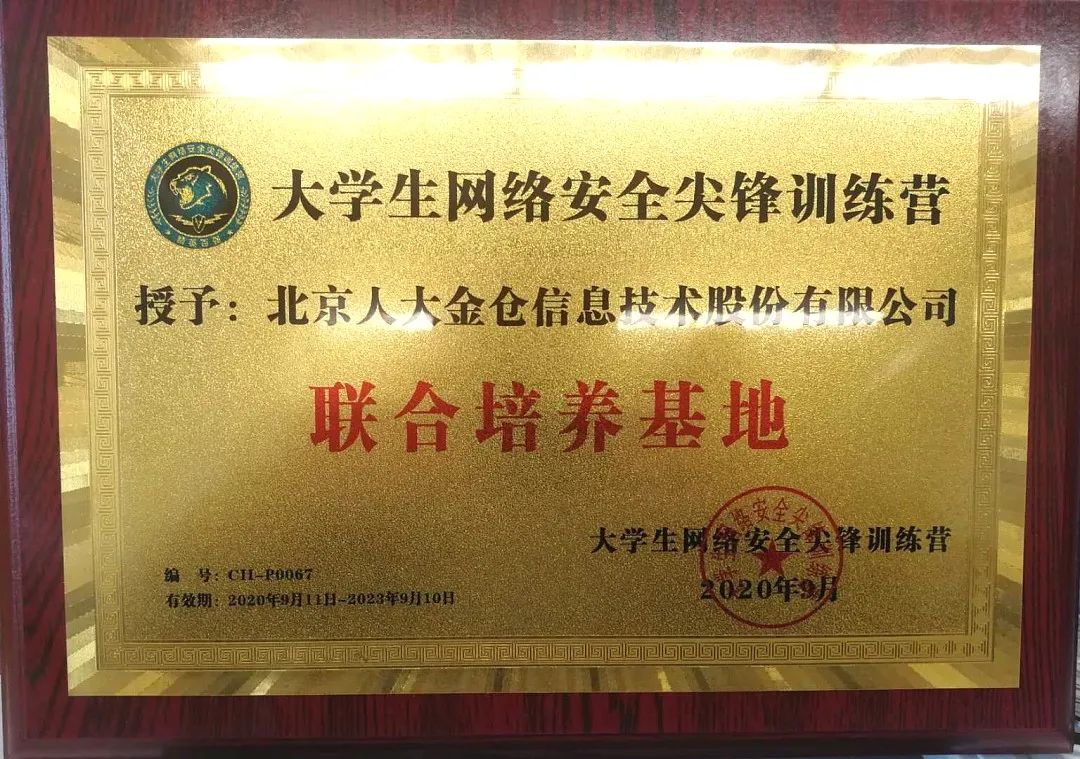 大学生网络安全尖锋训练营
授予：北京人大金仓信息技术股份有限公司
联合培养基地
大学生网络安全尖锋训练营
2020年9月
编 号：CII-P0067
有效期：2020年9月11日-2023年9月10日